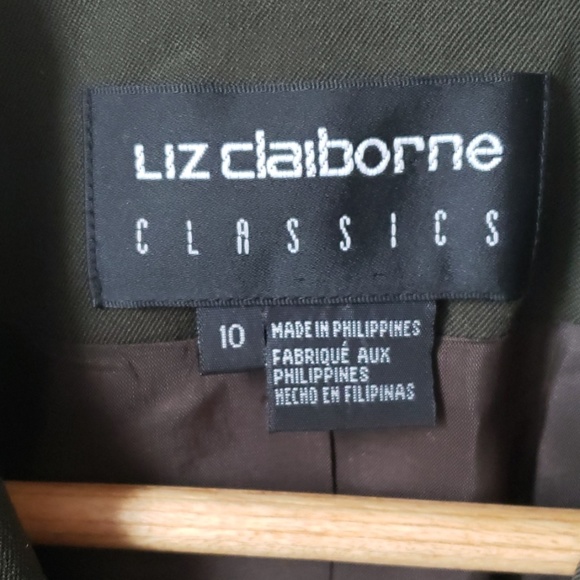 LIZ claiborne
CLASSICS
10
MADE IN PHILIPPINES
FABRIQUÉ AUX
PHILIPPINES
HECHO EN FILIPINAS